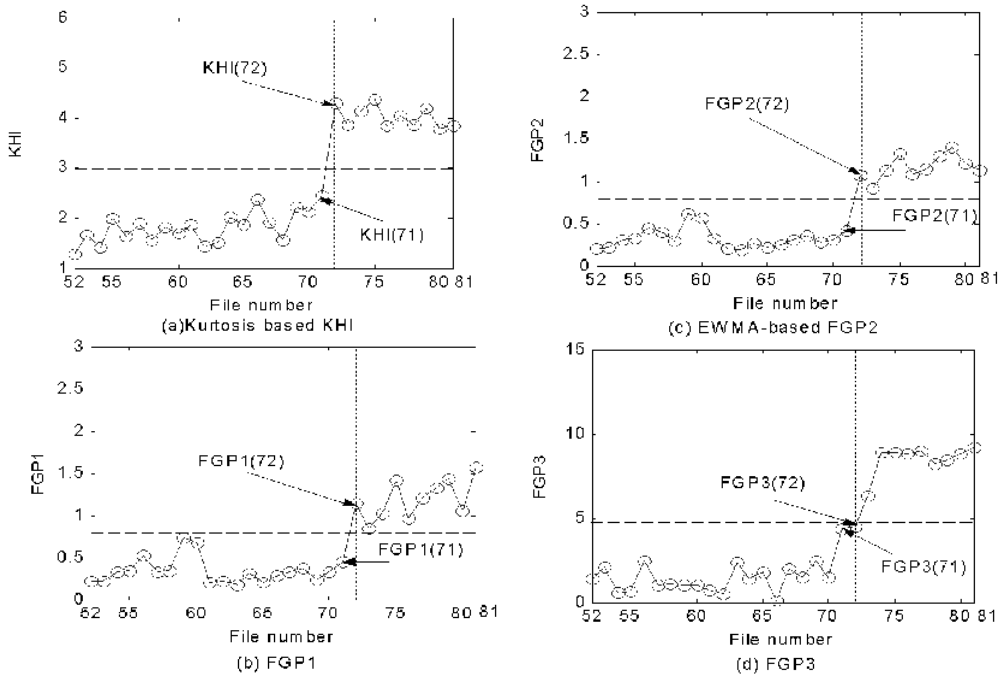 6
5
4
3
2
1
KHI
KHI(72)
KHI(71)
52 55 60 65 70 75 80 81
File number
(a)Kurtosis based KHI
3
2.5
2
1.5
1
0.5
0
FGP1
FGP1(72)
FGP1(71)
52 55 60 65 70 75 80 81
File number
(b) FGP1
3
2.5
2
1.5
1
0.5
0
FGP2
FGP2(72)
FGP2(71)
52 55 60 65 70 75 80 81
File number
(c) EWMA-based FGP2
15
10
5
0
FGP3
FGP3(72)
FGP3(71)
52 55 60 65 70 75 80 81
File number
(d) FGP3